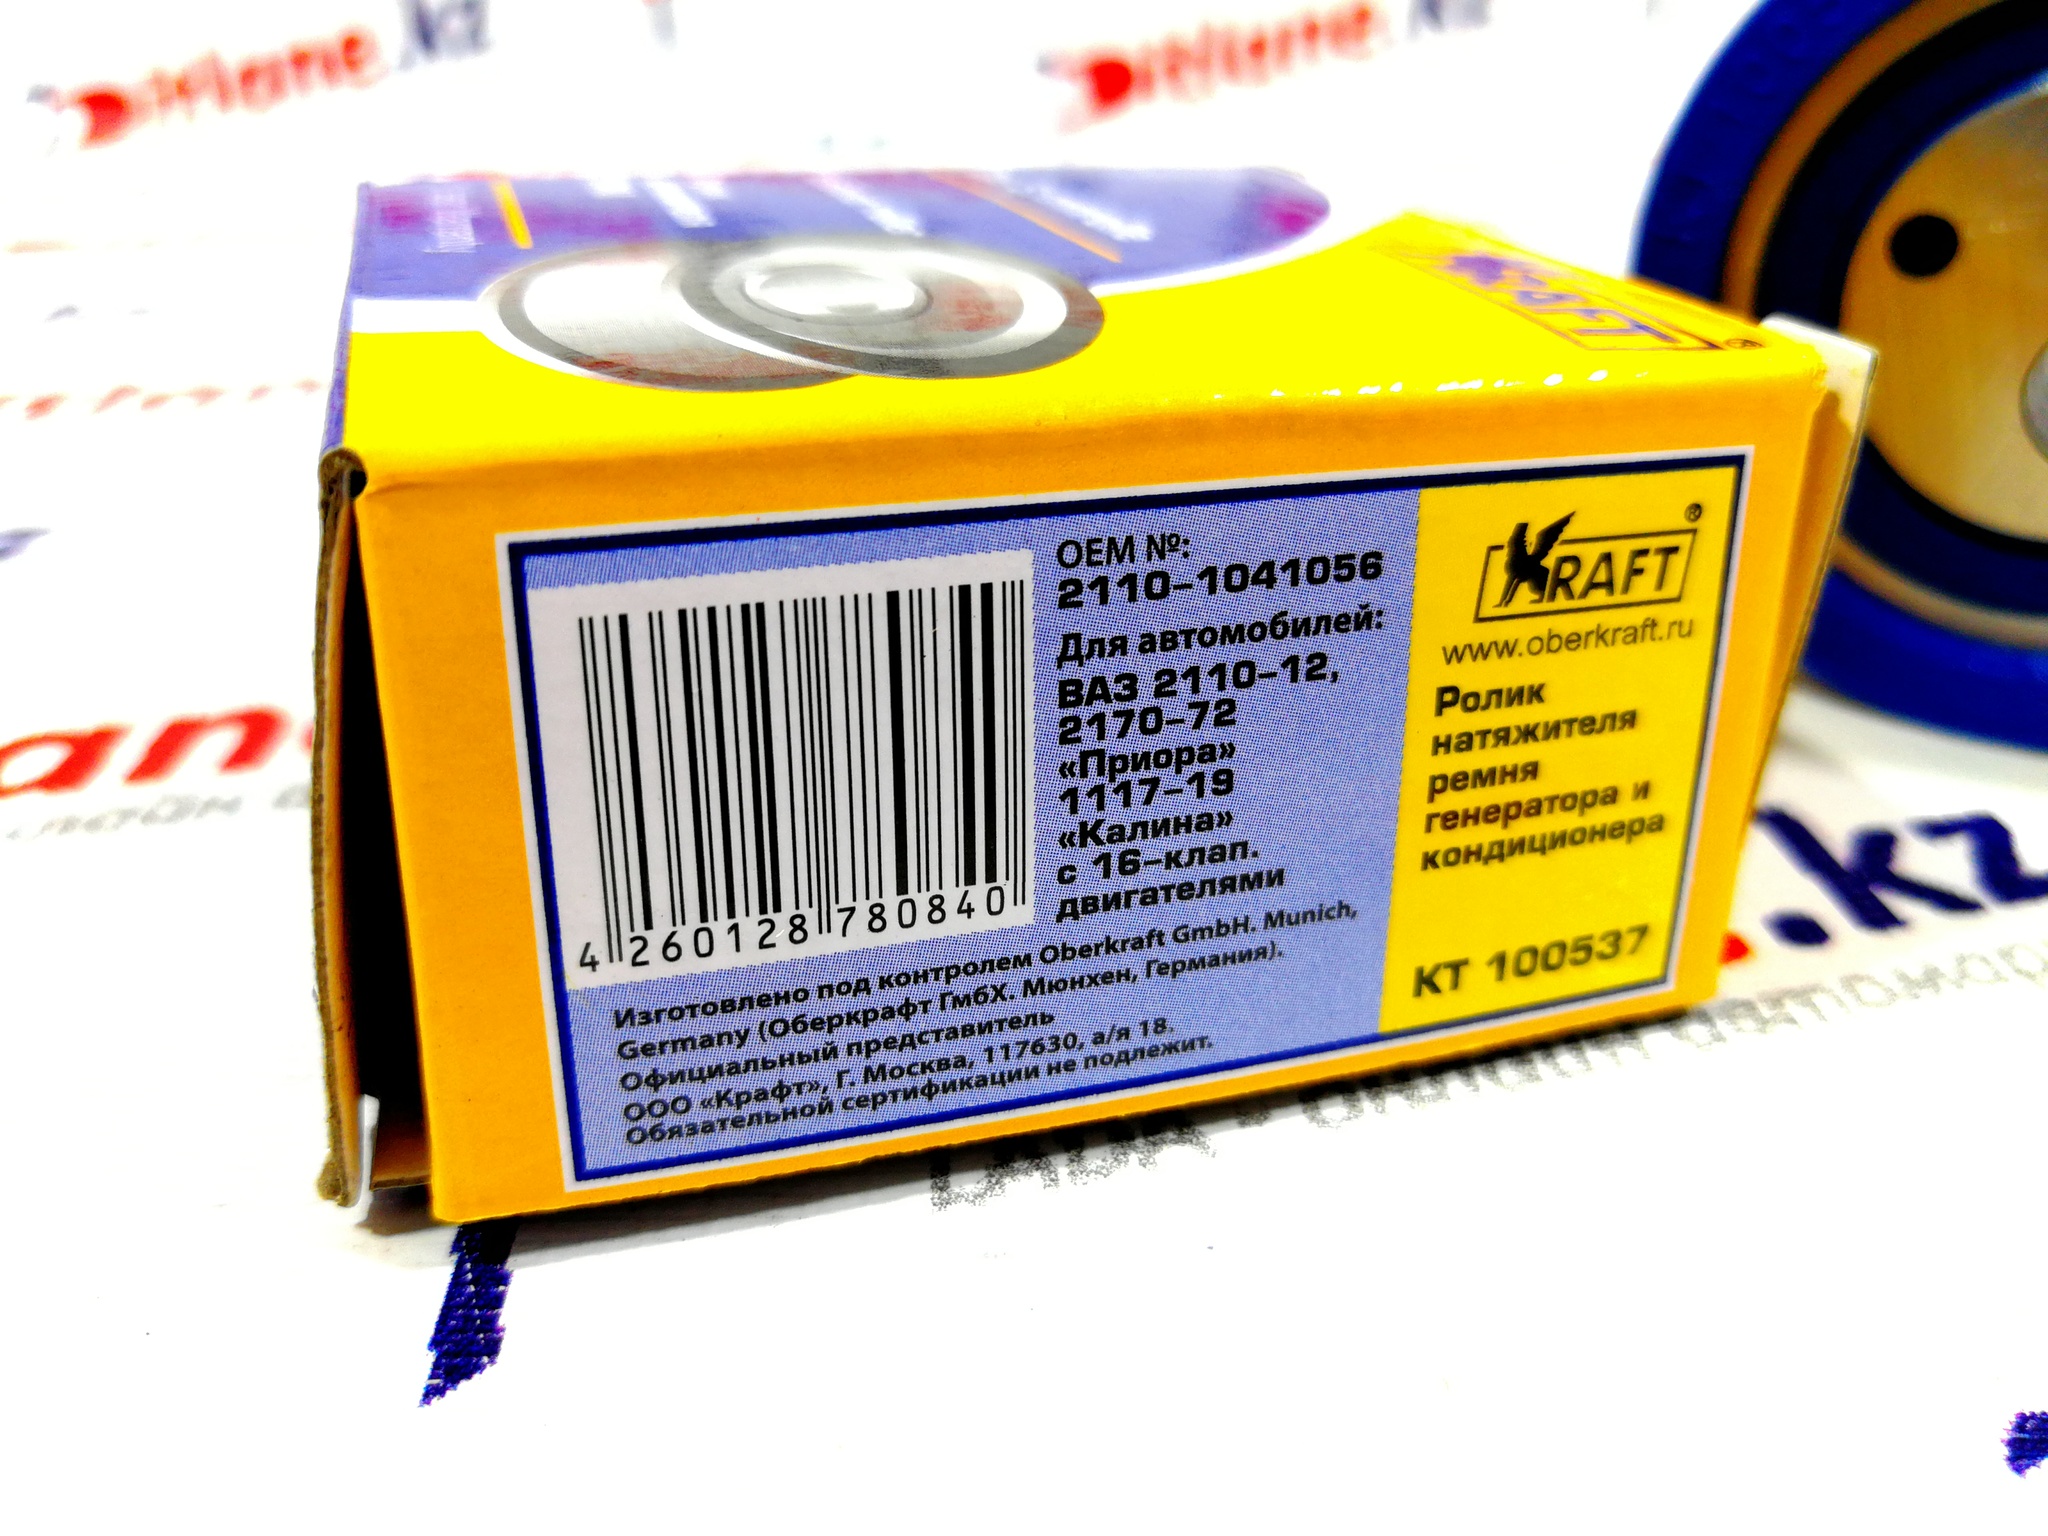 OEM №:
2110-1041056
Для автомобилей:
ВАЗ 2110-12,
2170-72
«Приора»
1117-19
«Калина»
с 16-клап.
двигателями
4 260128 780840
Изготовлено под контролем Oberkraft GmbH. Munich,
Germany (Оберкрафт ГмбХ. Мюнхен, Германия).
Официальный представитель
ООО «Крафт», Г. Москва, 117630, а/я 18.
Обязательной сертификации не подлежит.
KRAFT®
www.oberkraft.ru
Ролик
натяжителя
ремня
генератора и
кондиционера
KT 100537
KRAFT
.kz